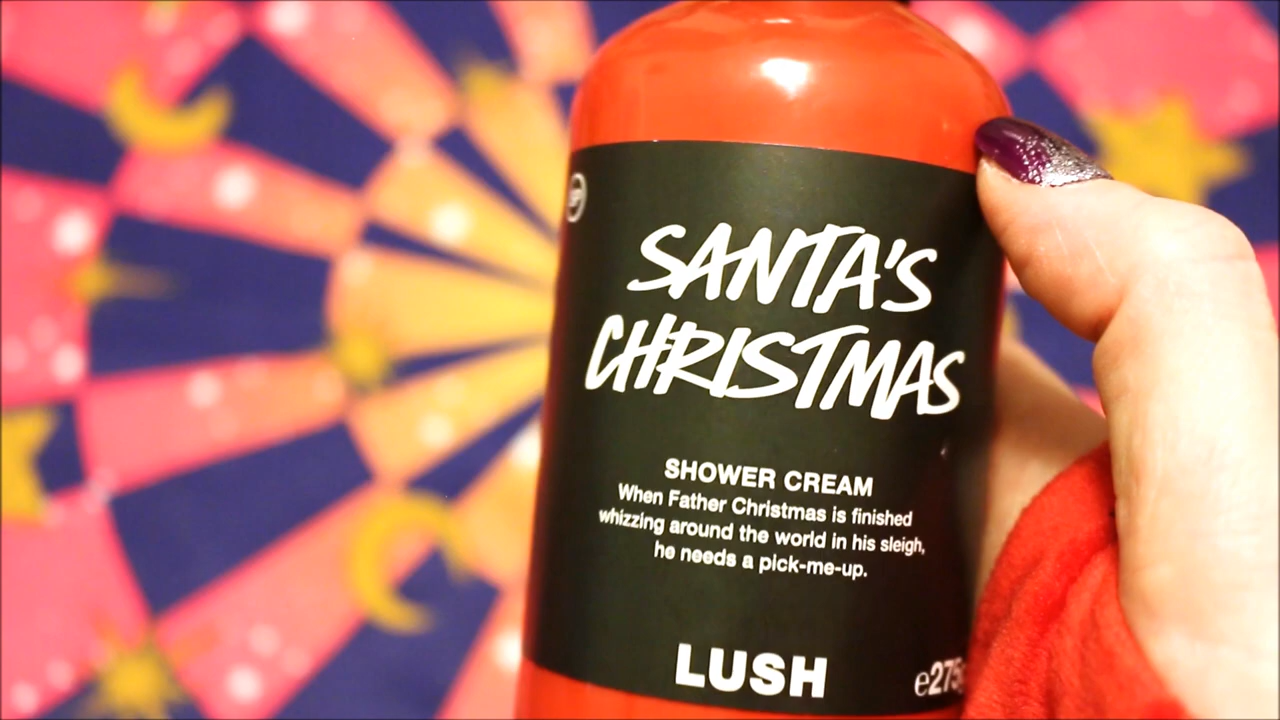 SANTA'S
CHRISTMAS
SHOWER CREAM
When Father Christmas is finished
whizzing around the world in his sleigh,
he needs a pick-me-up.
LUSH
e275